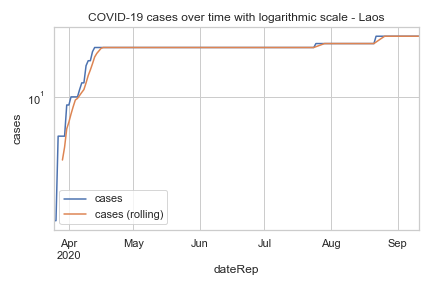 COVID-19 cases over time with logarithmic scale - Laos
cases
10¹
cases
cases (rolling)
Apr
2020
May
Jun
Jul
Aug
Sep
dateRep